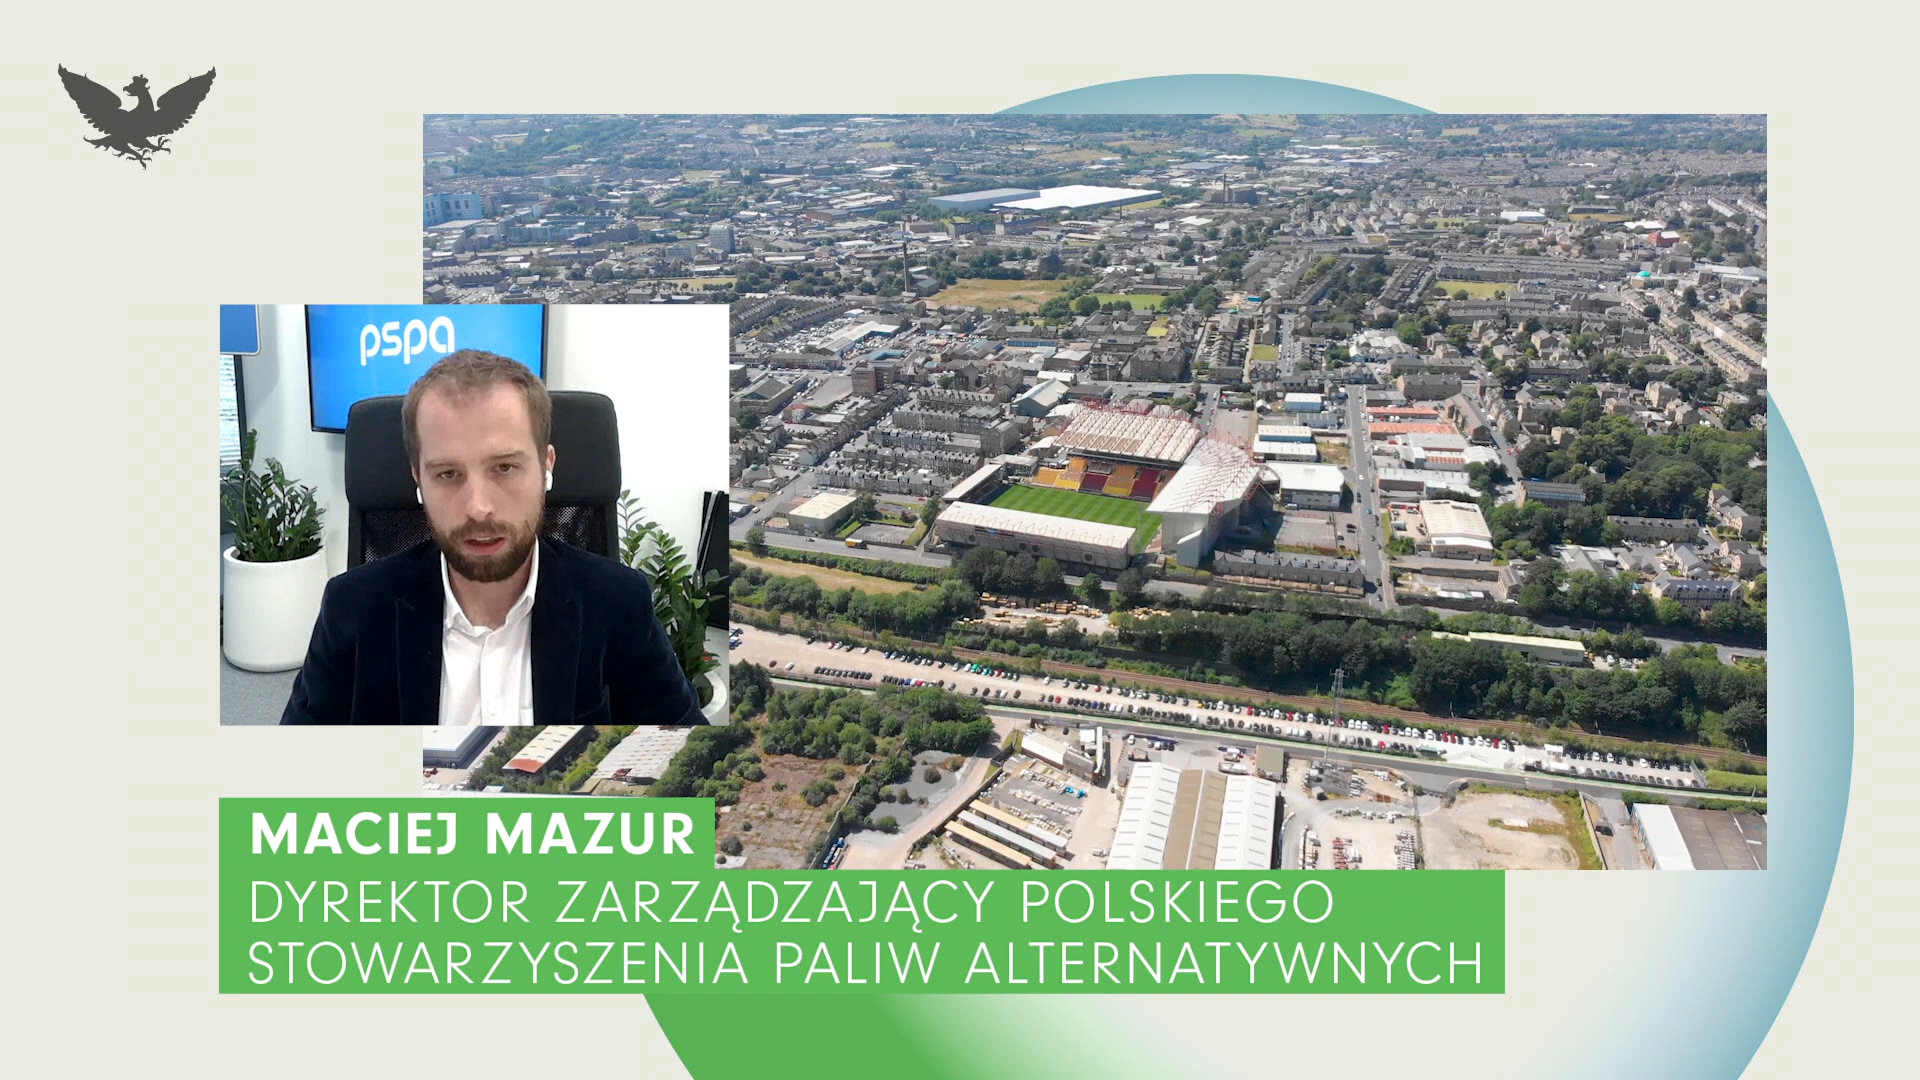 pspa
MACIEJ MAZUR
DYREKTOR ZARZĄDZAJĄCY POLSKIEGO
STOWARZYSZENIA PALIW ALTERNATYWNYCH